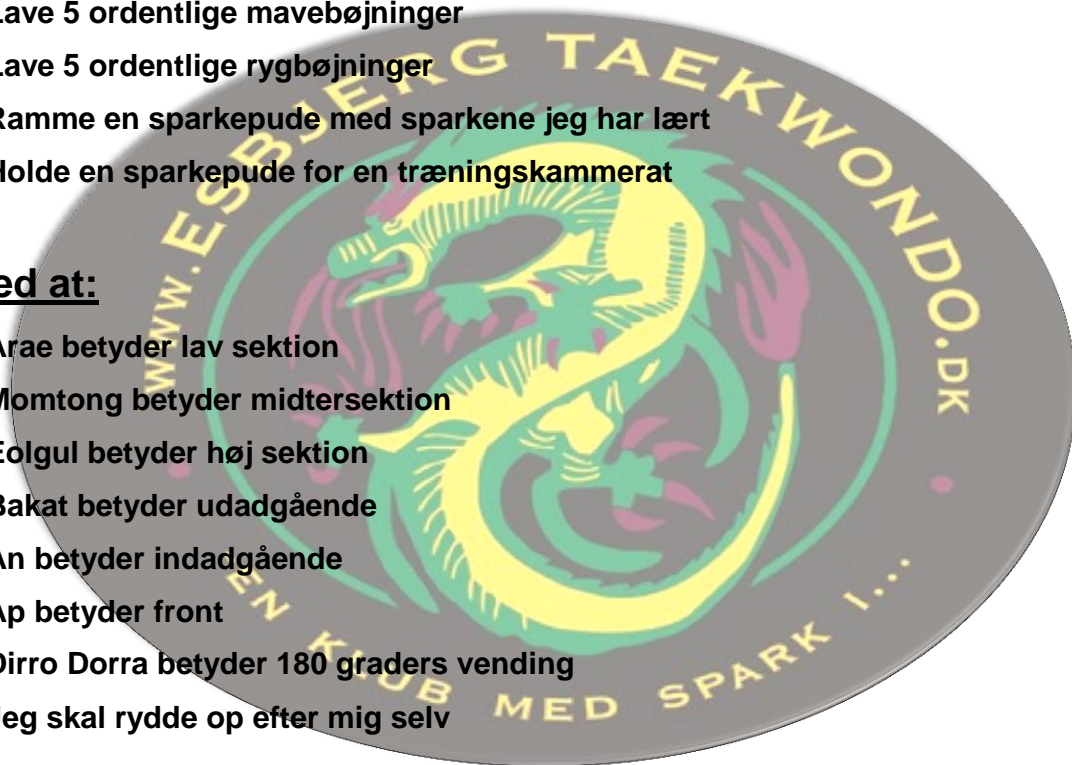 Lave 5 ordentlige mavebøjninger
Lave 5 ordentlige rygbøjninger
Ramme en sparkepude med sparkene jeg har lært
Holde en sparkepude for en træningskammerat
ed at:
Arae betyder lav sektion
Momtong betyder midtersektion
Eolgul betyder høj sektion
Bakat betyder udadgående
An betyder indadgående
Ap betyder front
Dirro Dorra betyder 180 graders vending
Jeg skal rydde op efter mig selv
WWW.ESBJERG TAEKWONDO.DK
EN KLUB MED SPARK I...